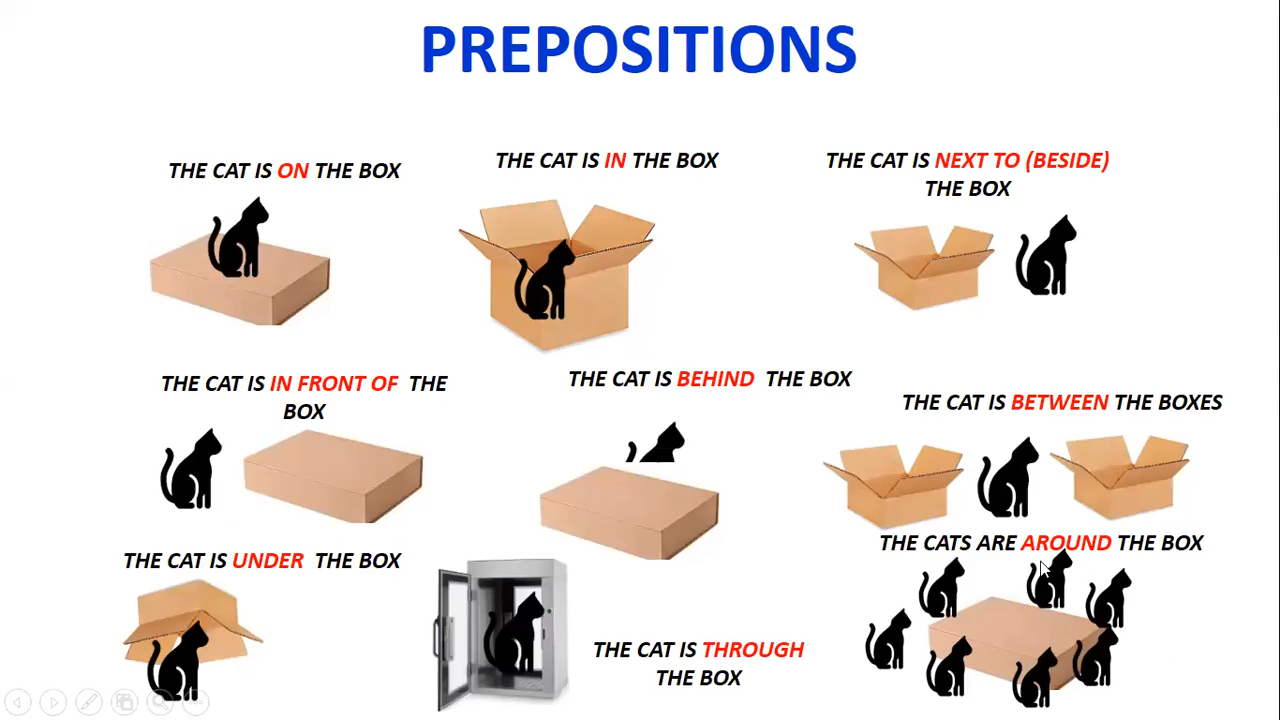 PREPOSITIONS
THE CAT IS ON THE BOX
THE CAT IS IN THE BOX
THE CAT IS NEXT TO (BESIDE)
THE BOX
THE CAT IS IN FRONT OF THE
BOX
THE CAT IS BEHIND THE BOX
THE CAT IS BETWEEN THE BOXES
THE CAT IS UNDER THE BOX
THE CAT IS THROUGH
THE BOX
THE CATS ARE AROUND THE BOX